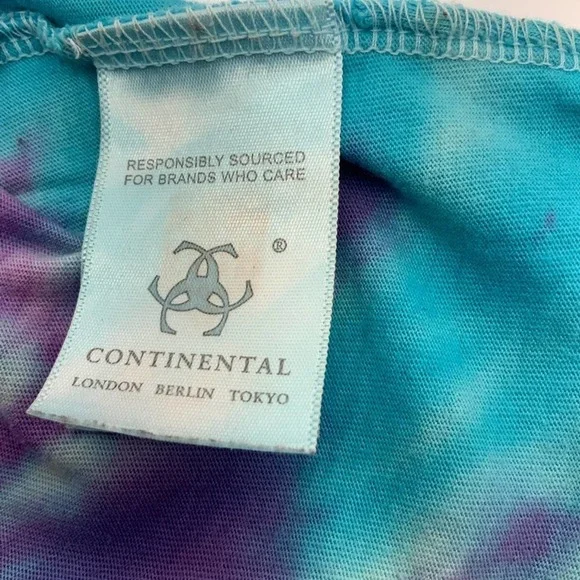 RESPONSIBLY SOURCED
FOR BRANDS WHO CARE
®
CONTINENTAL
LONDON BERLIN TOKYO